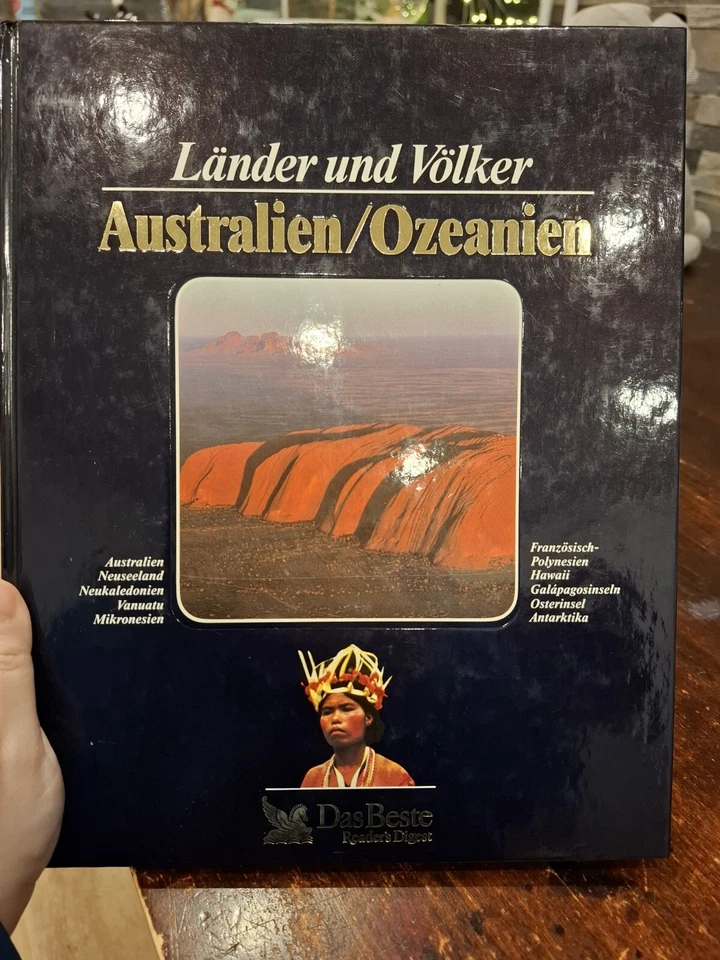 Länder und Völker
Australien/Ozeanien
Australien
Neuseeland
Neukaledonien
Vanuatu
Mikronesien
Französisch-
Polynesien
Hawaii
Galápagosinseln
Osterinsel
Antarktika
Das Beste
Reader's Digest